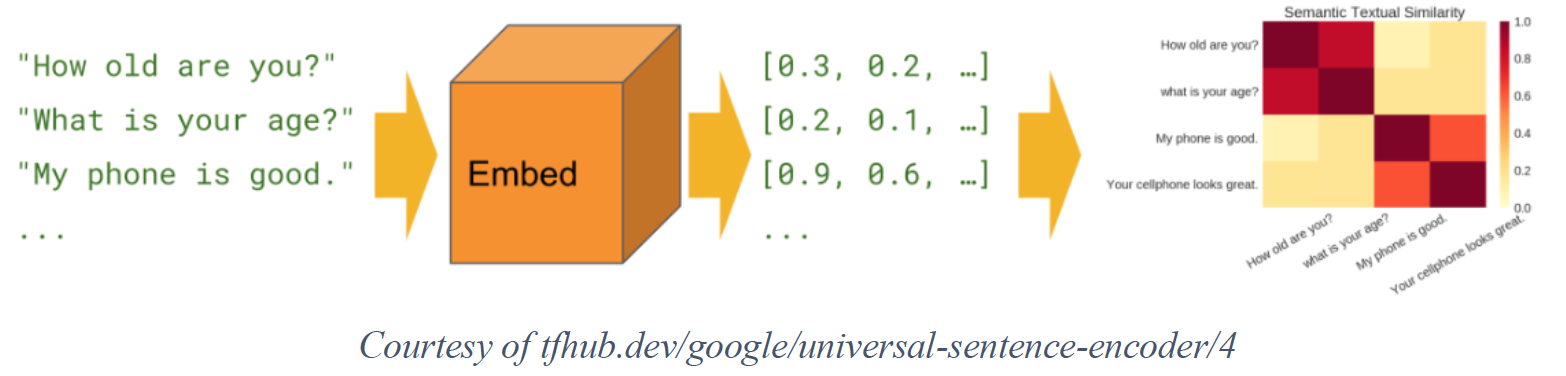 "How old are you?"
"What is your age?"
"My phone is good."
...
Embed
[0.3, 0.2, …]
[0.2, 0.1, …]
[0.9, 0.6, …]
...
Semantic Textual Similarity
How old are you?
what is your age?
My phone is good.
Your cellphone looks great.
How old are you?
what is your age?
My phone is good.
Your cellphone looks great.
1.0
0.8
0.6
0.4
0.2
0.0
Courtesy of tfhub.dev/google/universal-sentence-encoder/4